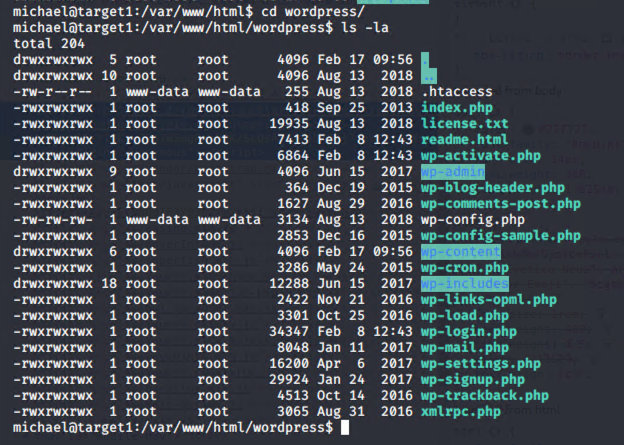 michael@target1:/var/www/html$ cd wordpress/
michael@target1:/var/www/html/wordpress$ ls -la
total 204
drwxrwxrwx  5 root     root      4096 Feb 17 09:56 .
drwxrwxrwx 10 root     root      4096 Aug 13  2018 ..
-rw-r--r--  1 www-data www-data   255 Aug 13  2018 .htaccess
-rwxrwxrwx  1 root     root       418 Sep 25  2013 index.php
-rwxrwxrwx  1 root     root     19935 Aug 13  2018 license.txt
-rwxrwxrwx  1 root     root      7413 Feb  8 12:43 readme.html
-rwxrwxrwx  1 root     root      6864 Feb  8 12:43 wp-activate.php
drwxrwxrwx  9 root     root      4096 Jun 15  2017 wp-admin
-rwxrwxrwx  1 root     root       364 Dec 19  2015 wp-blog-header.php
-rwxrwxrwx  1 root     root      1627 Aug 29  2016 wp-comments-post.php
-rw-rw-rw-  1 www-data www-data  3134 Aug 13  2018 wp-config.php
-rwxrwxrwx  1 root     root      2853 Dec 16  2015 wp-config-sample.php
drwxrwxrwx  6 root     root      4096 Feb 17 09:56 wp-content
-rwxrwxrwx  1 root     root      3286 May 24  2015 wp-cron.php
drwxrwxrwx 18 root     root     12288 Jun 15  2017 wp-includes
-rwxrwxrwx  1 root     root      2422 Nov 21  2016 wp-links-opml.php
-rwxrwxrwx  1 root     root      3301 Oct 25  2016 wp-load.php
-rwxrwxrwx  1 root     root     34347 Feb  8 12:43 wp-login.php
-rwxrwxrwx  1 root     root      8048 Jan 11  2017 wp-mail.php
-rwxrwxrwx  1 root     root     16200 Apr  6  2017 wp-settings.php
-rwxrwxrwx  1 root     root     29924 Jan 24  2017 wp-signup.php
-rwxrwxrwx  1 root     root      4513 Oct 14  2016 wp-trackback.php
-rwxrwxrwx  1 root     root      3065 Aug 31  2016 xmlrpc.php
michael@target1:/var/www/html/wordpress$